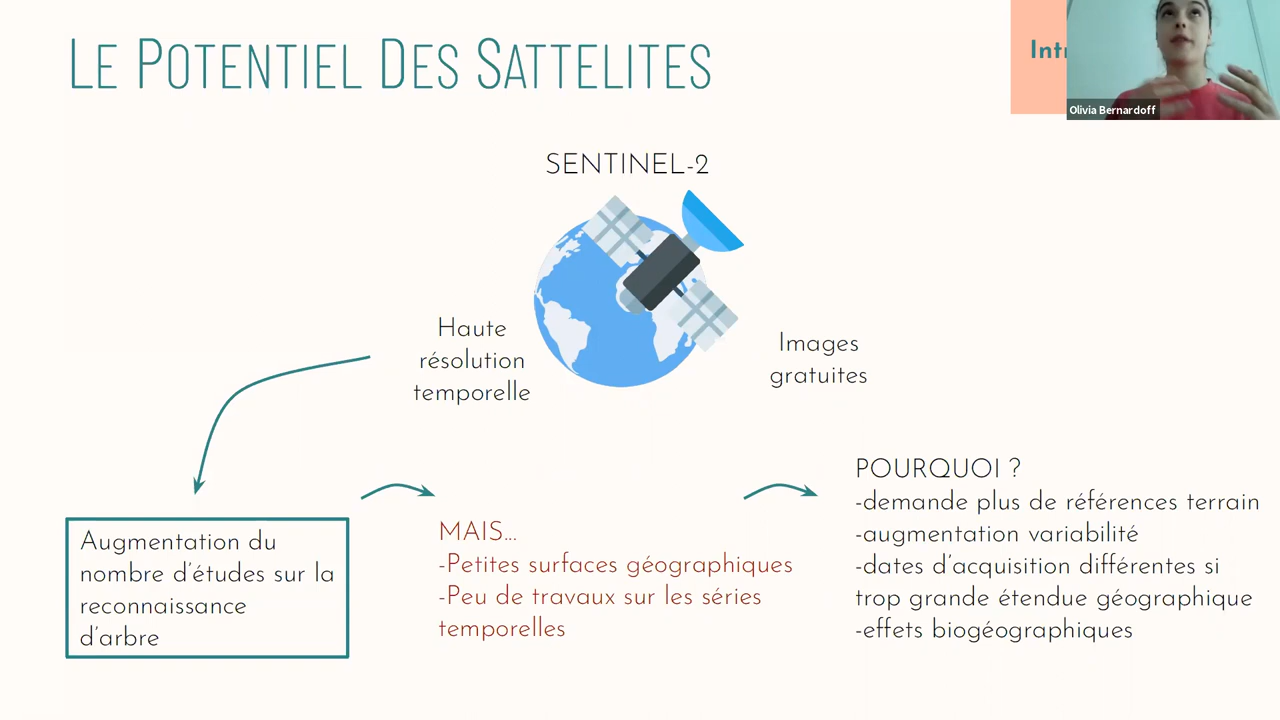 LE POTENTIEL DES SATTELITES
Olivia Bernardoff
SENTINEL-2
Haute
résolution
temporelle
Images
gratuites
Augmentation du
nombre d'études sur la
reconnaissance
d'arbre
MAIS...
-Petites surfaces géographiques
-Peu de travaux sur les séries
temporelles
POURQUOI ?
-demande plus de références terrain
-augmentation variabilité
-dates d'acquisition différentes si
trop grande étendue géographique
-effets biogéographiques